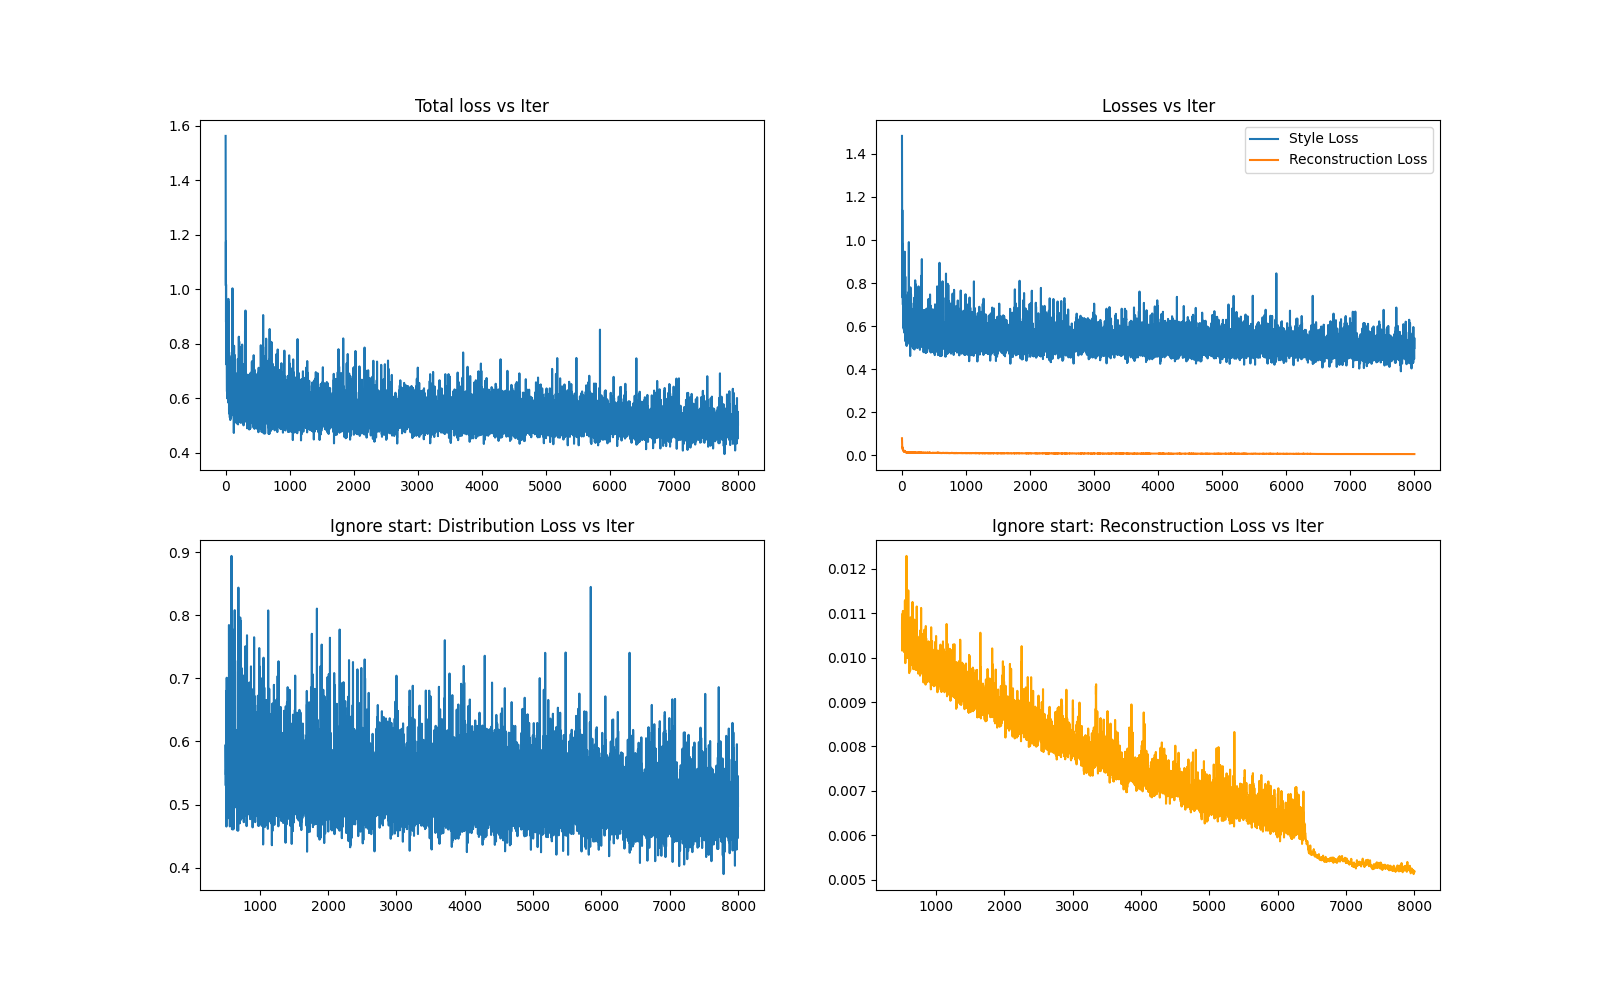 Total loss vs Iter
1.6
1.4
1.2
1.0
0.8
0.6
0.4
0 1000 2000 3000 4000 5000 6000 7000 8000
Losses vs Iter
Style Loss
Reconstruction Loss
1.4
1.2
1.0
0.8
0.6
0.4
0.2
0.0
0 1000 2000 3000 4000 5000 6000 7000 8000
Ignore start: Distribution Loss vs Iter
0.9
0.8
0.7
0.6
0.5
0.4
1000 2000 3000 4000 5000 6000 7000 8000
Ignore start: Reconstruction Loss vs Iter
0.012
0.011
0.010
0.009
0.008
0.007
0.006
0.005
1000 2000 3000 4000 5000 6000 7000 8000